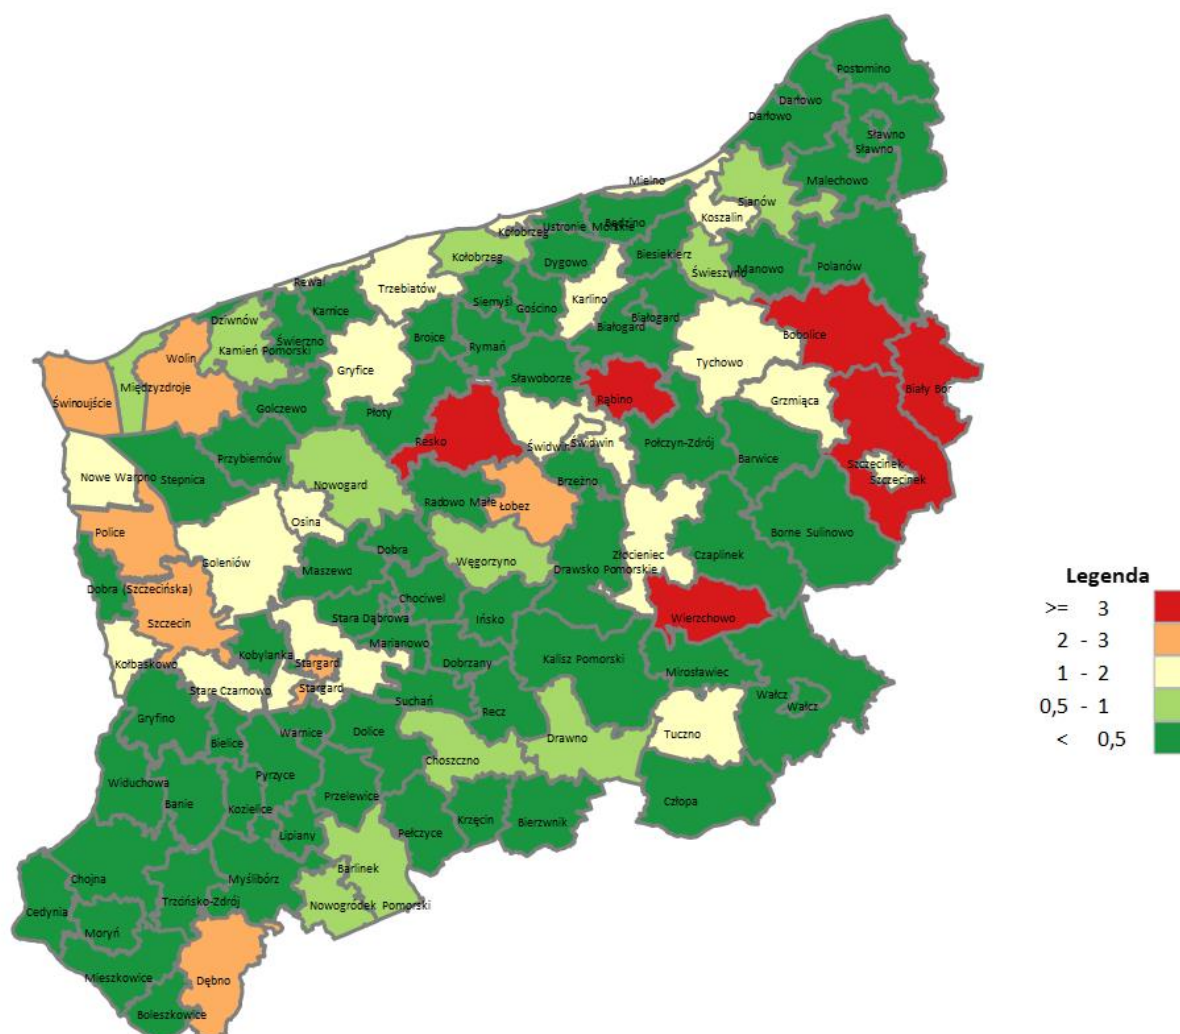 Postomino
Darłowo
Darłowo
Sławno
Sławno
Malechowo
Mielno
Sianów
Koszalin
Kołobrzeg
Ustronie Morskie
Będzino
Kołobrzeg
Dygowo
Biesiekierz
Świeszyno
Manowo
Polanów
Rewal
Trzebiatów
Siemyśl
Gościno
Karlino
Białogard
Białogard
Dziwnów
Karnice
Kamień Pomorski
Świerzno
Brojce
Rymań
Bobolice
Wolin
Gryfice
Sławoborze
Tychowo
Międzyzdroje
Świnoujście
Golczewo
Płoty
Rąbino
Grzmiąca
Biały Bór
Resko
Świdwin
Świdwin
Połczyn-Zdrój
Barwice
Nowe Warpno
Stepnica
Przybiernów
Nowogard
Szczecinek
Szczecinek
Radowo Małe
Łobez
Brzeżno
Osina
Police
Goleniów
Borne Sulinowo
Dobra
Węgorzyno
Złocieniec
Czaplinek
Maszewo
Drawsko Pomorskie
Dobra (Szczecińska)
Chociwel
Legenda
>= 3
2 - 3
1 - 2
0,5 - 1
< 0,5
Szczecin
Stara Dąbrowa
Ińsko
Wierzchowo
Kobylanka
Marianowo
Kołbaskowo
Stargard
Dobrzany
Kalisz Pomorski
Mirosławiec
Stare Czarnowo
Stargard
Suchań
Recz
Wałcz
Wałcz
Gryfino
Bielice
Warnice
Dolice
Drawno
Tuczno
Choszczno
Widuchowa
Pyrzyce
Banie
Kozielice
Przelewice
Człopa
Lipiany
Pełczyce
Krzęcin
Bierzwnik
Chojna
Myślibórz
Barlinek
Trzcińsko-Zdrój
Nowogródek Pomorski
Cedynia
Moryń
Mieszkowice
Dębno
Boleszkowice